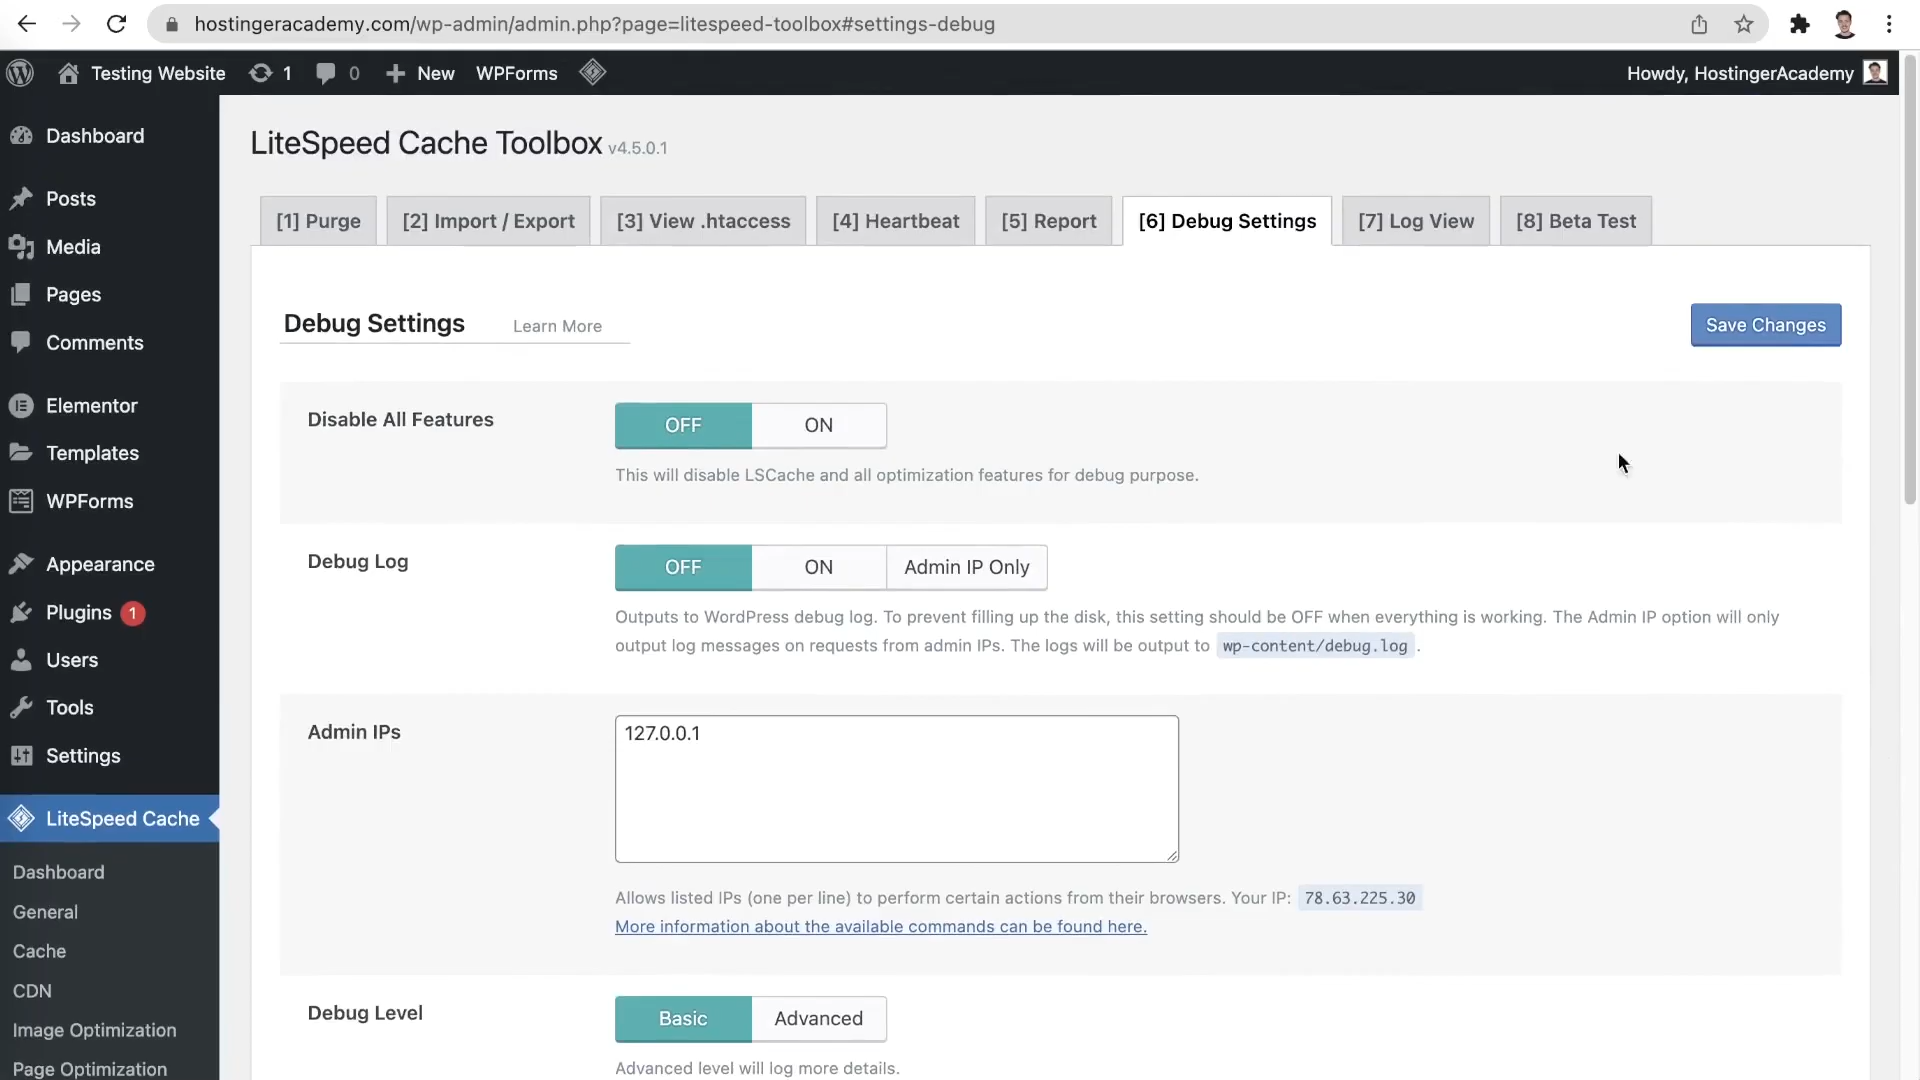 hostingeracademy.com/wp-admin/admin.php?page=litespeed-toolbox#settings-debug
Testing Website
1
0
New
WPForms
Howdy, HostingerAcademy
Dashboard
Posts
Media
Pages
Comments
Elementor
Templates
WPForms
Appearance
Plugins 1
Users
Tools
Settings
LiteSpeed Cache
Dashboard
General
Cache
CDN
Image Optimization
Page Optimization
LiteSpeed Cache Toolbox v4.5.0.1
[1] Purge
[2] Import / Export
[3] View .htaccess
[4] Heartbeat
[5] Report
[6] Debug Settings
[7] Log View
[8] Beta Test
Debug Settings
Learn More
Save Changes
Disable All Features
OFF
ON
This will disable LSCache and all optimization features for debug purpose.
Debug Log
OFF
ON
Admin IP Only
Outputs to WordPress debug log. To prevent filling up the disk, this setting should be OFF when everything is working. The Admin IP option will only
output log messages on requests from admin IPs. The logs will be output to wp-content/debug.log .
Admin IPs
127.0.0.1
Allows listed IPs (one per line) to perform certain actions from their browsers. Your IP: 78.63.225.30
More information about the available commands can be found here.
Debug Level
Basic
Advanced
Advanced level will log more details.